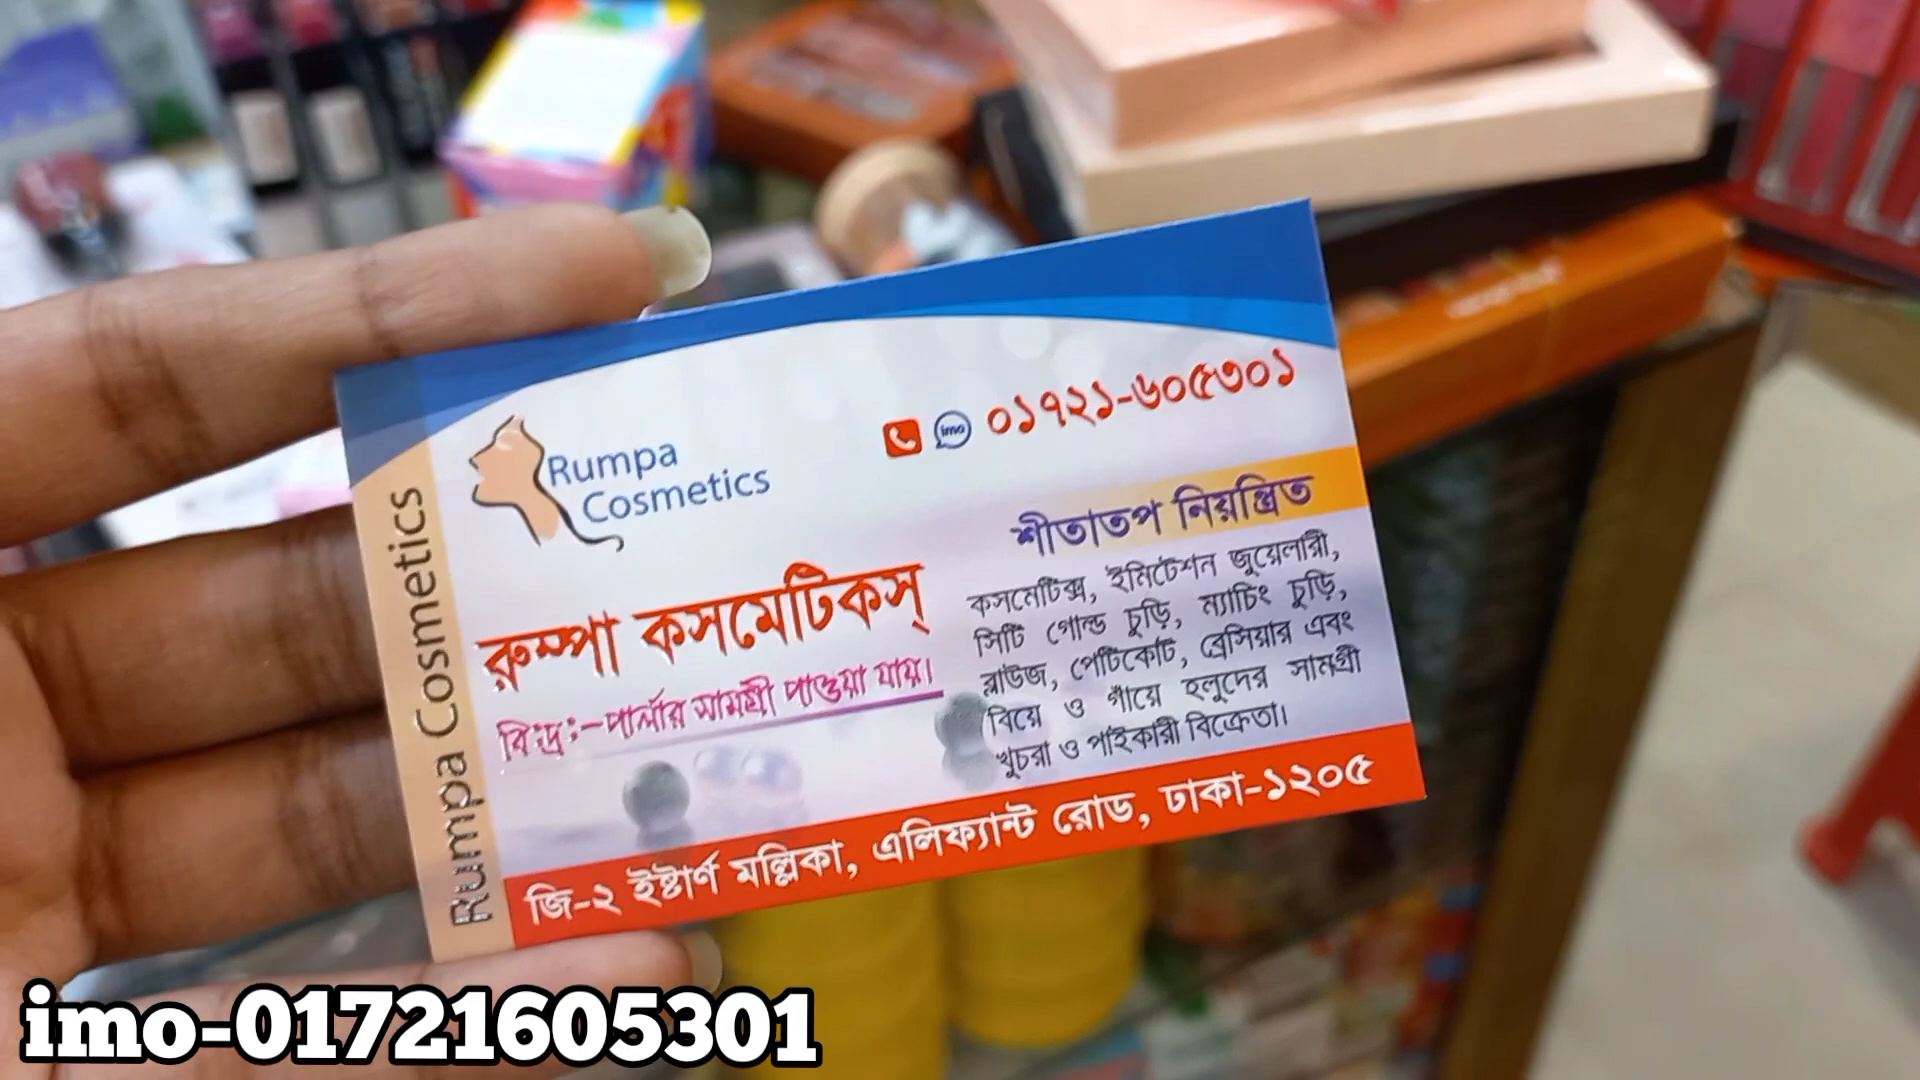 Rumpa
Cosmetics
০১৭২১-৬০৫৩০১
imo
শীতাতপ নিয়ন্ত্রিত
রুম্পা কসমেটিকস্
বিঃদ্রঃ-পার্লার সামগ্রী পাওয়া যায়।
কসমেটিক্স, ইমিটেশন জুয়েলারী,
সিটি গোল্ড চুড়ি, ম্যাচিং চুড়ি,
ব্লাউজ, পেটিকোট, ব্রেসিয়ার এবং
বিয়ে ও গাঁয়ে হলুদের সামগ্রী
খুচরা ও পাইকারী বিক্রেতা।
জি-২ ইষ্টার্ণ মল্লিকা, এলিফ্যান্ট রোড, ঢাকা-১২০৫
Rumpa Cosmetics
imo-01721605301